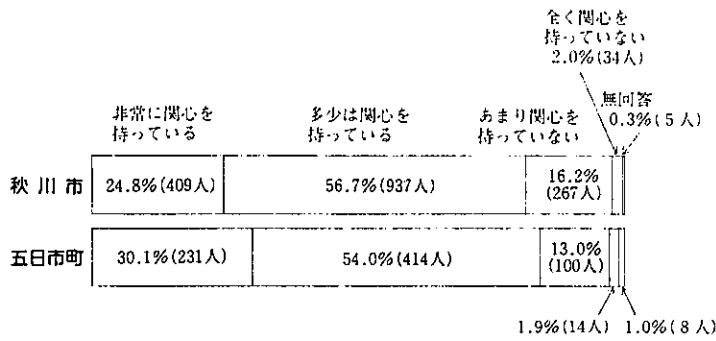 全く関心を
持っていない
2.0%(34人)
無回答
0.3%(5人)
非常に関心を
持っている
多少は関心を
持っている
あまり関心を
持っていない
秋川市
24.8%(409人)
56.7%(937人)
16.2%
(267人)
五日市町
30.1%(231人)
54.0%(414人)
13.0%
(100人)
1.9%(14人)
1.0%(8人)